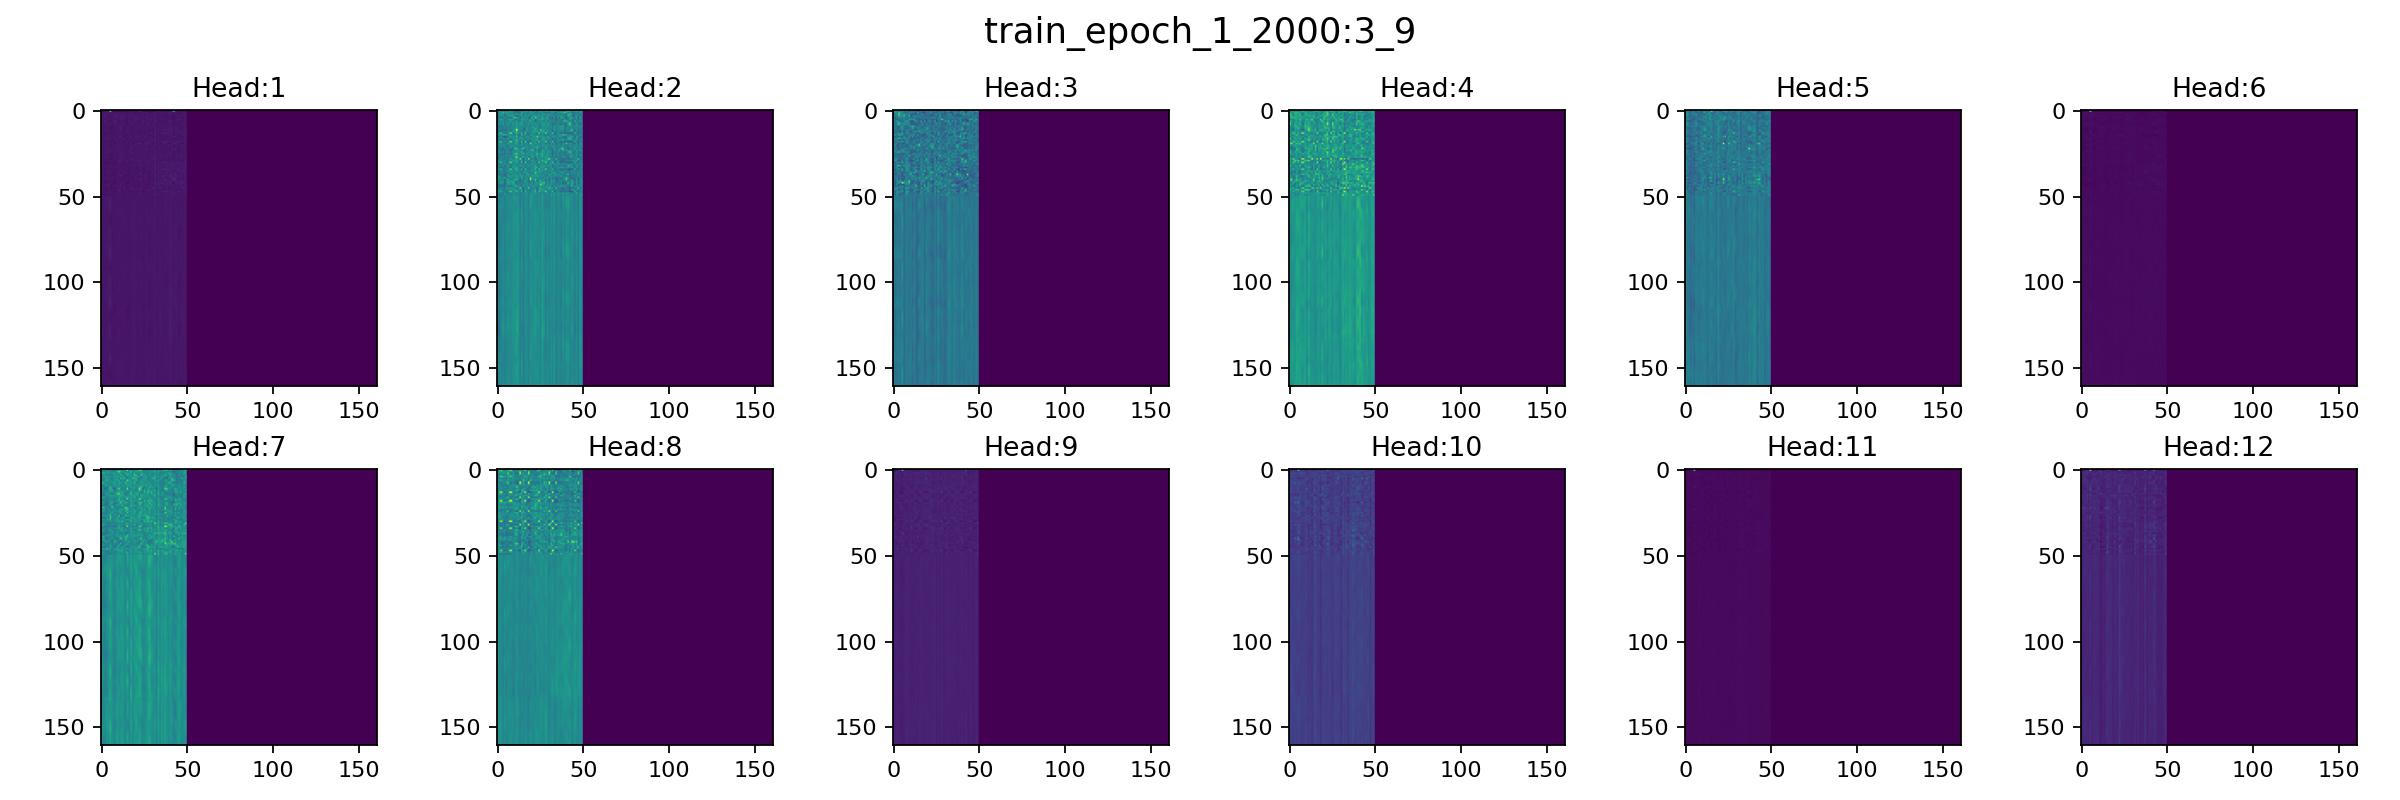 train_epoch_1_2000:3_9
Head:1 Head:2 Head:3 Head:4 Head:5 Head:6
0 0 0 0 0 0
50 50 50 50 50 50
100 100 100 100 100 100
150 150 150 150 150 150
0 50 100 150 0 50 100 150 0 50 100 150 0 50 100 150 0 50 100 150 0 50 100 150
Head:7 Head:8 Head:9 Head:10 Head:11 Head:12
0 0 0 0 0 0
50 50 50 50 50 50
100 100 100 100 100 100
150 150 150 150 150 150
0 50 100 150 0 50 100 150 0 50 100 150 0 50 100 150 0 50 100 150 0 50 100 150